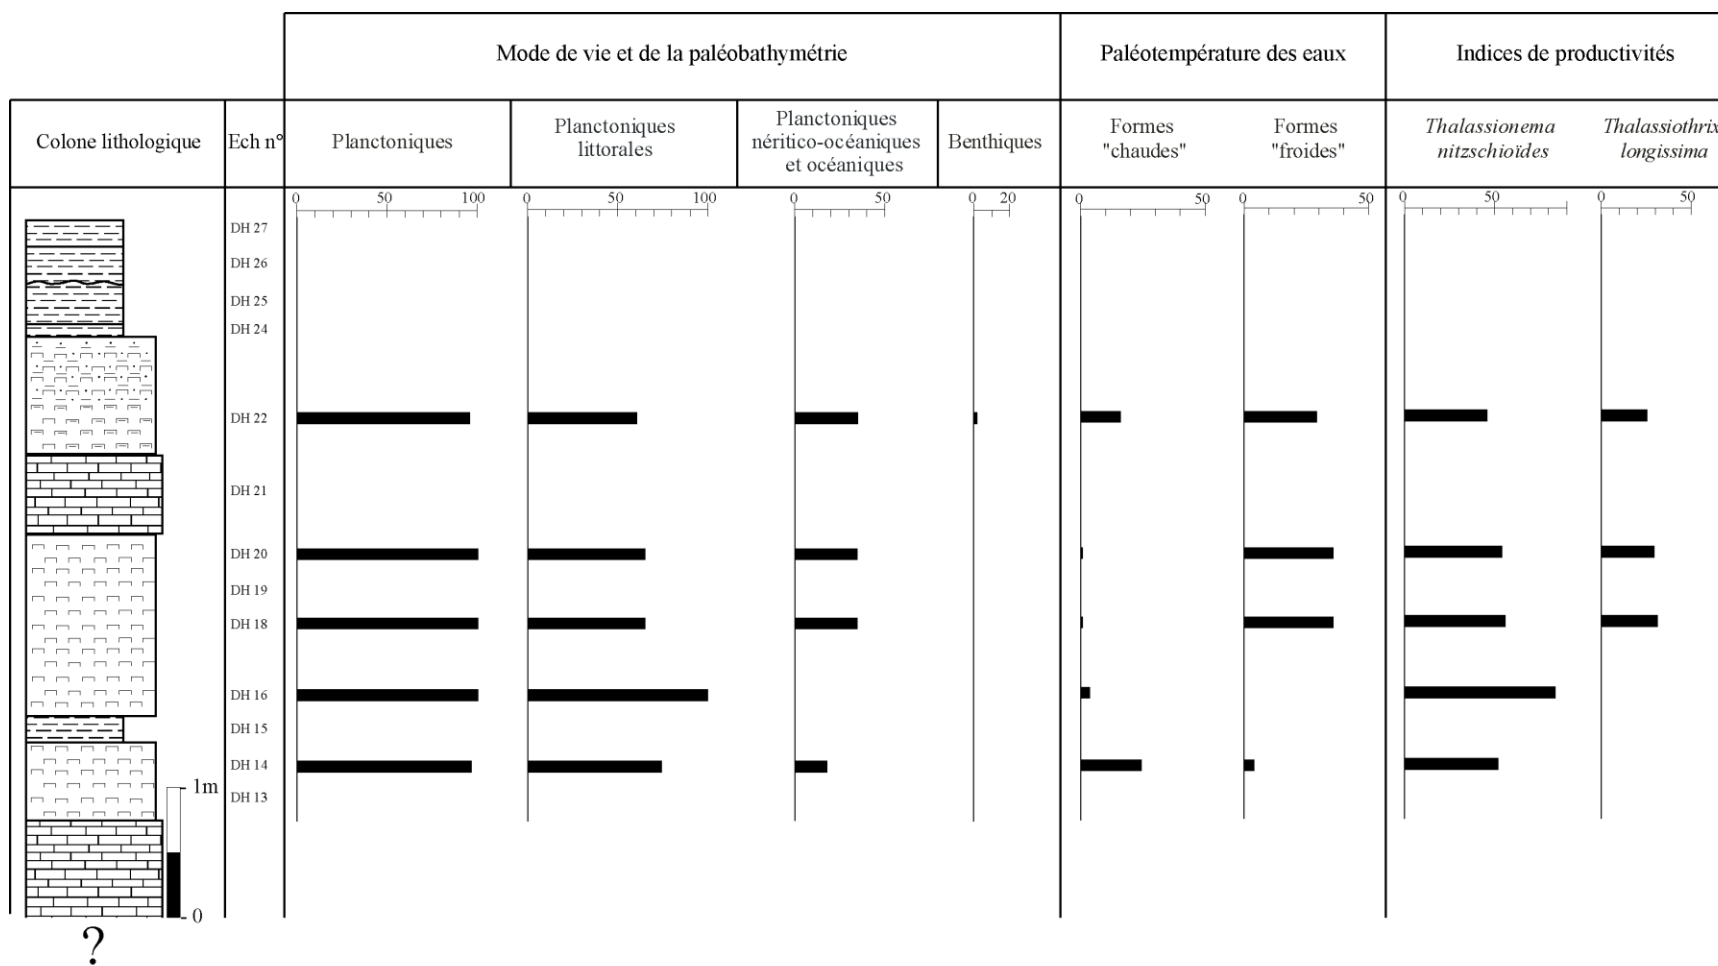 Mode de vie et de la paléobathymétrie
Paléotempérature des eaux
Indices de productivités
Colone lithologique
Ech n°
Planctoniques
Planctoniques
littorales
Planctoniques
néritico-océaniques
et océaniques
Benthiques
Formes
"chaudes"
Formes
"froides"
Thalassionema
nitzschioïdes
Thalassiothrix
longissima
0 50 100
0 50 100
0 50
0 20
0 50
0 50
0 50
0 50
DH 27
DH 26
DH 25
DH 24
DH 22
DH 21
DH 20
DH 19
DH 18
DH 16
DH 15
DH 14
DH 13
1m
0
?